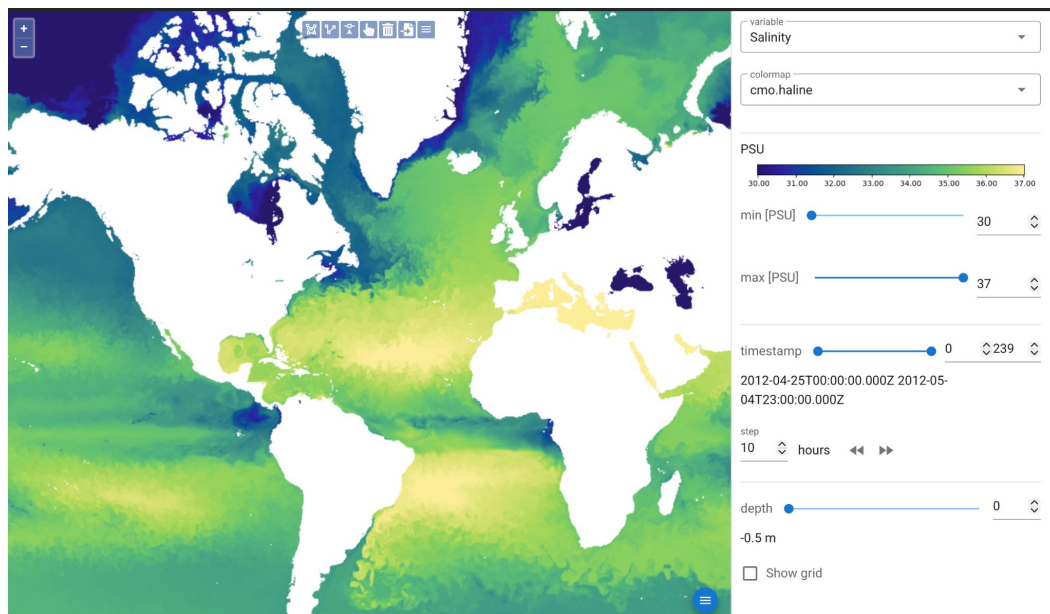 +
−
variable
Salinity
colormap
cmo.haline
PSU
30.00 31.00 32.00 33.00 34.00 35.00 36.00 37.00
min [PSU] 30
max [PSU] 37
timestamp 0 239
2012-04-25T00:00:00.000Z 2012-05-
04T23:00:00.000Z
step
10 hours
depth 0
-0.5 m
Show grid